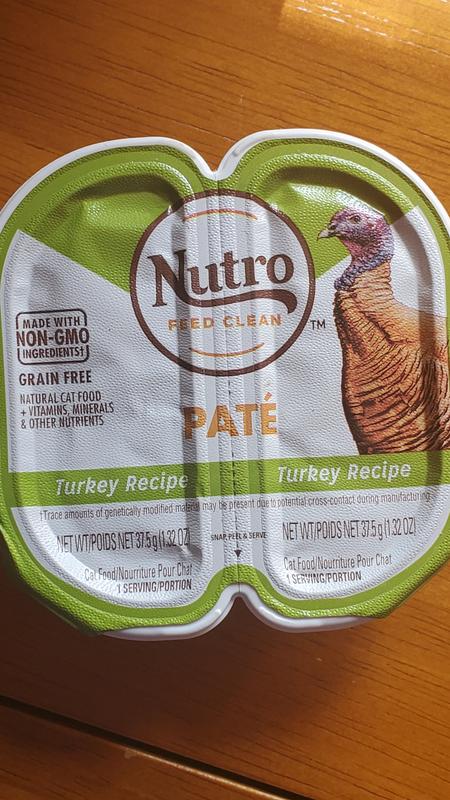 Nutro
FEED CLEAN
TM
MADE WITH
NON-GMO
INGREDIENTS†
GRAIN FREE
NATURAL CAT FOOD
+ VITAMINS, MINERALS
& OTHER NUTRIENTS
PATÉ
Turkey Recipe
Turkey Recipe
†Trace amounts of genetically modified material may be present due to potential cross-contact during manufacturing.
NET WT/POIDS NET 37.5 g (1.32 OZ)
SNAP, PEEL & SERVE
NET WT/POIDS NET 37.5 g (1.32 OZ)
Cat Food/Nourriture Pour Chat
1 SERVING/PORTION
Cat Food/Nourriture Pour Chat
1 SERVING/PORTION